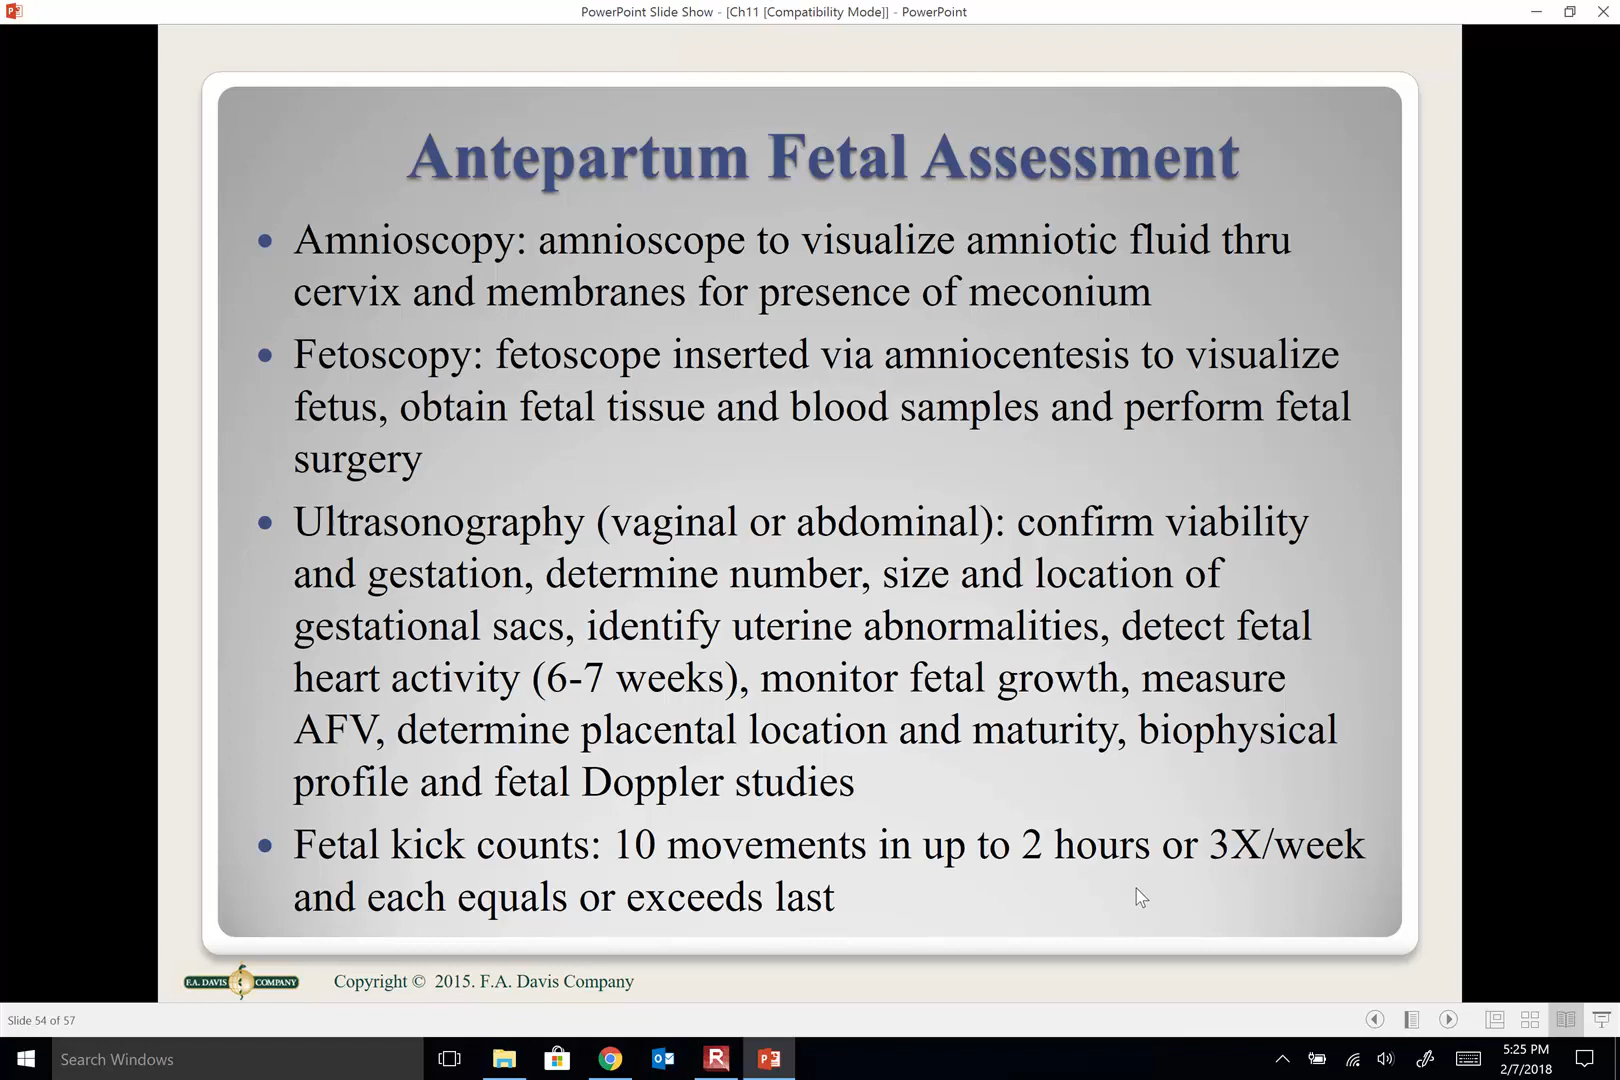 PowerPoint Slide Show - [Ch11 [Compatibility Mode]] - PowerPoint
Antepartum Fetal Assessment
• Amnioscopy: amnioscope to visualize amniotic fluid thru
cervix and membranes for presence of meconium
• Fetoscopy: fetoscope inserted via amniocentesis to visualize
fetus, obtain fetal tissue and blood samples and perform fetal
surgery
• Ultrasonography (vaginal or abdominal): confirm viability
and gestation, determine number, size and location of
gestational sacs, identify uterine abnormalities, detect fetal
heart activity (6-7 weeks), monitor fetal growth, measure
AFV, determine placental location and maturity, biophysical
profile and fetal Doppler studies
• Fetal kick counts: 10 movements in up to 2 hours or 3X/week
and each equals or exceeds last
F.A. DAVIS COMPANY
Copyright © 2015. F.A. Davis Company
Slide 54 of 57
Search Windows
5:25 PM
2/7/2018